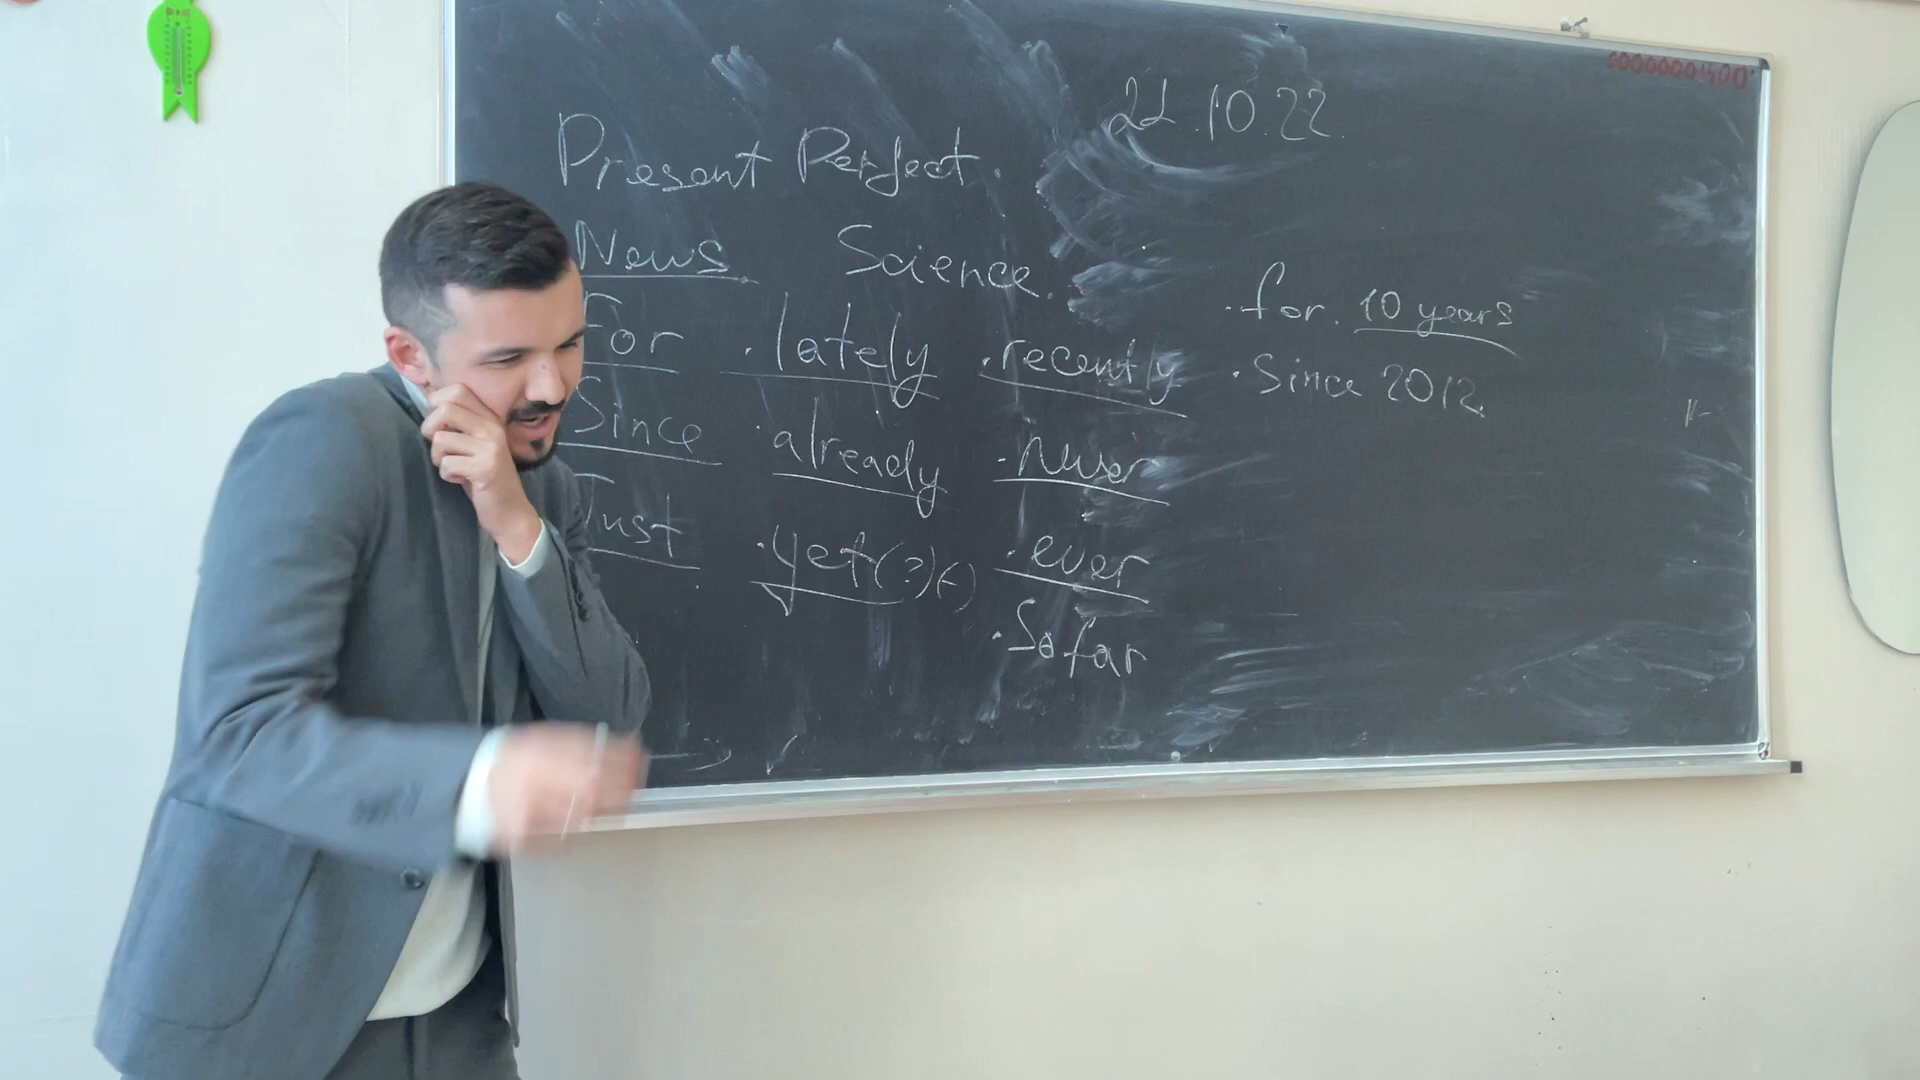 21.10.22.
Present Perfect.
News Science.
For . lately . recently
Since . already . never
Just . yet (?)(-) . ever
. So far
. for. 10 years
. Since 2012.